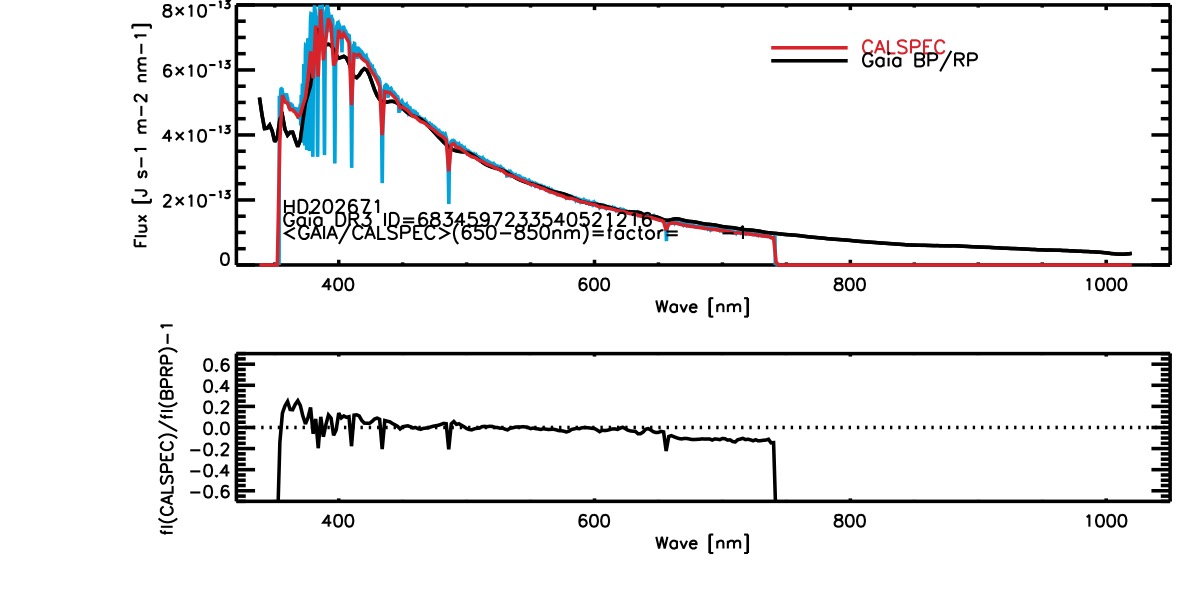 8×10−13
6×10−13
4×10−13
2×10−13
0
Flux [J s−1 m−2 nm−1]
CALSPEC
Gaia BP/RP
HD202671
Gaia DR3 ID=6834597233540521216
<GAIA/CALSPEC>(650−850nm)=factor= −1
400 600 800 1000
Wave [nm]
fl(CALSPEC)/fl(BPRP)−1
0.6
0.4
0.2
0.0
−0.2
−0.4
−0.6
400 600 800 1000
Wave [nm]